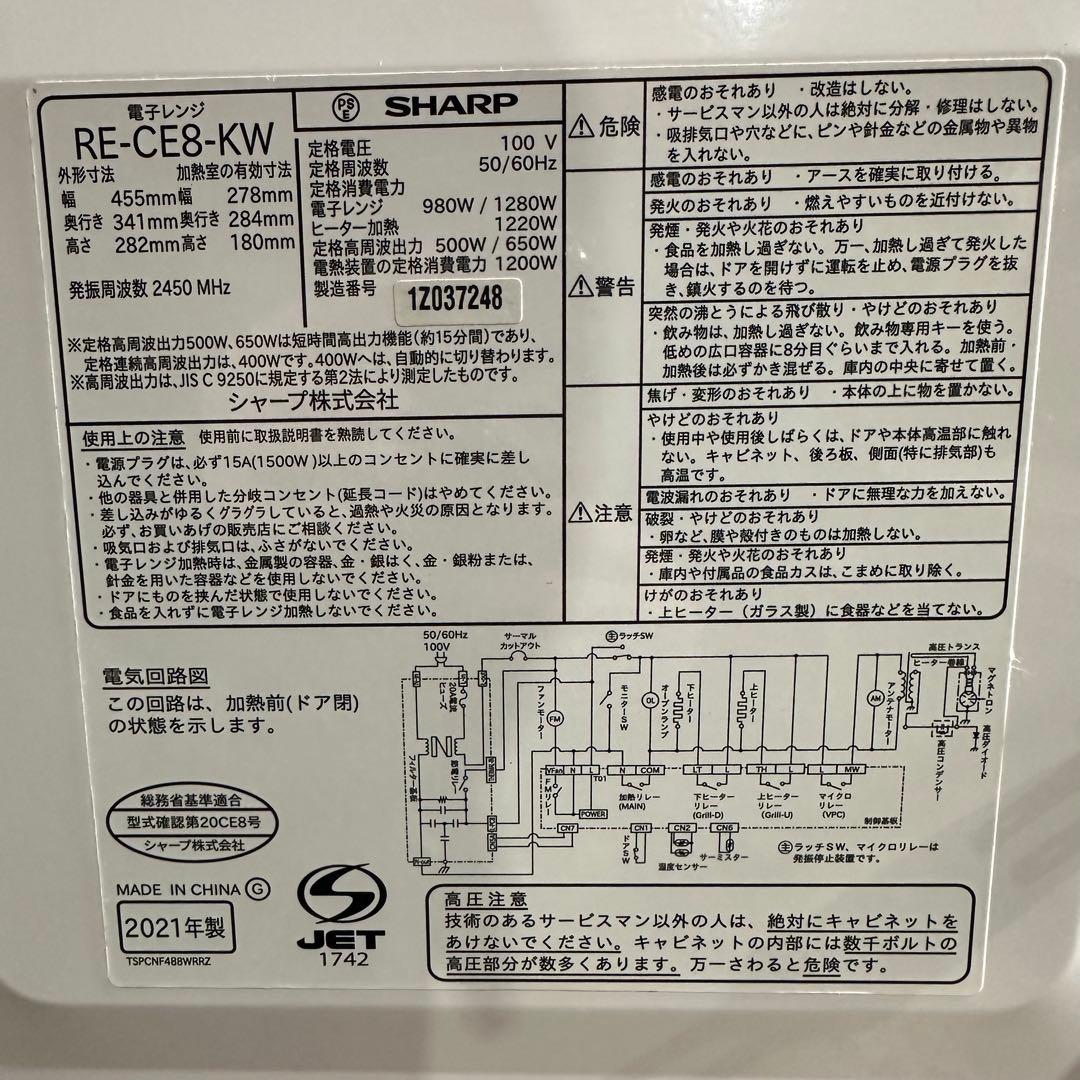 電子レンジ
RE-CE8-KW
外形寸法 加熱室の有効寸法
幅 455mm 幅 278mm
奥行き 341mm 奥行き 284mm
高さ 282mm 高さ 180mm
発振周波数 2450 MHz
PSE SHARP
定格電圧 100 V
定格周波数 50/60Hz
定格消費電力
電子レンジ 980W / 1280W
ヒーター加熱 1220W
定格高周波出力 500W / 650W
電熱装置の定格消費電力 1200W
製造番号 1Z037248
※定格高周波出力500W、650Wは短時間高出力機能(約15分間)であり、
定格連続高周波出力は、400Wです。400Wへは、自動的に切り替わります。
※高周波出力は、JIS C 9250に規定する第2法により測定したものです。
シャープ株式会社
使用上の注意 使用前に取扱説明書を熟読してください。
・電源プラグは、必ず15A(1500W)以上のコンセントに確実に差し
込んでください。
・他の器具と併用した分岐コンセント(延長コード)はやめてください。
・差し込みがゆるくグラグラしていると、過熱や火災の原因となります。
必ず、お買いあげの販売店にご相談ください。
・吸気口および排気口は、ふさがないでください。
・電子レンジ加熱時は、金属製の容器、金・銀はく、金・銀粉または、
針金を用いた容器などを使用しないでください。
・ドアにものを挟んだ状態で使用しないでください。
・食品を入れずに電子レンジ加熱しないでください。
危険
感電のおそれあり ・改造はしない。
・サービスマン以外の人は絶対に分解・修理はしない。
・吸排気口や穴などに、ピンや針金などの金属物や異物
を入れない。
警告
感電のおそれあり ・アースを確実に取り付ける。
発火のおそれあり ・燃えやすいものを近付けない。
発煙・発火や火花のおそれあり
・食品を加熱し過ぎない。万一、加熱し過ぎて発火した
場合は、ドアを開けずに運転を止め、電源プラグを抜
き、鎮火するのを待つ。
突然の沸とうによる飛び散り・やけどのおそれあり
・飲み物は、加熱し過ぎない。飲み物専用キーを使う。
低めの広口容器に8分目ぐらいまで入れる。加熱前・
加熱後は必ずかき混ぜる。庫内の中央に寄せて置く。
注意
焦げ・変形のおそれあり ・本体の上に物を置かない。
やけどのおそれあり
・使用中や使用後しばらくは、ドアや本体高温部に触れ
ない。キャビネット、後ろ板、側面(特に排気部)も
高温です。
電波漏れのおそれあり ・ドアに無理な力を加えない。
破裂・やけどのおそれあり
・卵など、膜や殻付きのものは加熱しない。
発煙・発火や火花のおそれあり
・庫内や付属品の食品カスは、こまめに取り除く。
けがのおそれあり
・上ヒーター（ガラス製）に食器などを当てない。
電気回路図
この回路は、加熱前(ドア閉)
の状態を示します。
50/60Hz
100V
サーマル
カットアウト
主ラッチSW
高圧トランス
ヒーター巻線
マグネトロン
20A電流
ヒューズ
ファンモーター
FM
モニターSW
OL
オーブンランプ
下ヒーター
上ヒーター
AM
アンテナモーター
高圧コンデンサー
高圧ダイオード
フィルター基板
FMリレー
Fan N L
T01
N COM
LT L
TH L
L MW
加熱リレー
(MAIN)
下ヒーター
リレー
(Grill-D)
上ヒーター
リレー
(Grill-U)
マイクロ
リレー
(VPC)
制御基板
POWER
CN7
CN1
CN2
CN6
ドアSW
温度センサー
サーミスター
主ラッチSW、マイクロリレーは
発振停止装置です。
総務省基準適合
型式確認第20CE8号
シャープ株式会社
MADE IN CHINA G
2021年製
TSPCNF488WRRZ
JET
1742
高圧注意
技術のあるサービスマン以外の人は、絶対にキャビネットを
あけないでください。キャビネットの内部には数千ボルトの
高圧部分が数多くあります。万一さわると危険です。